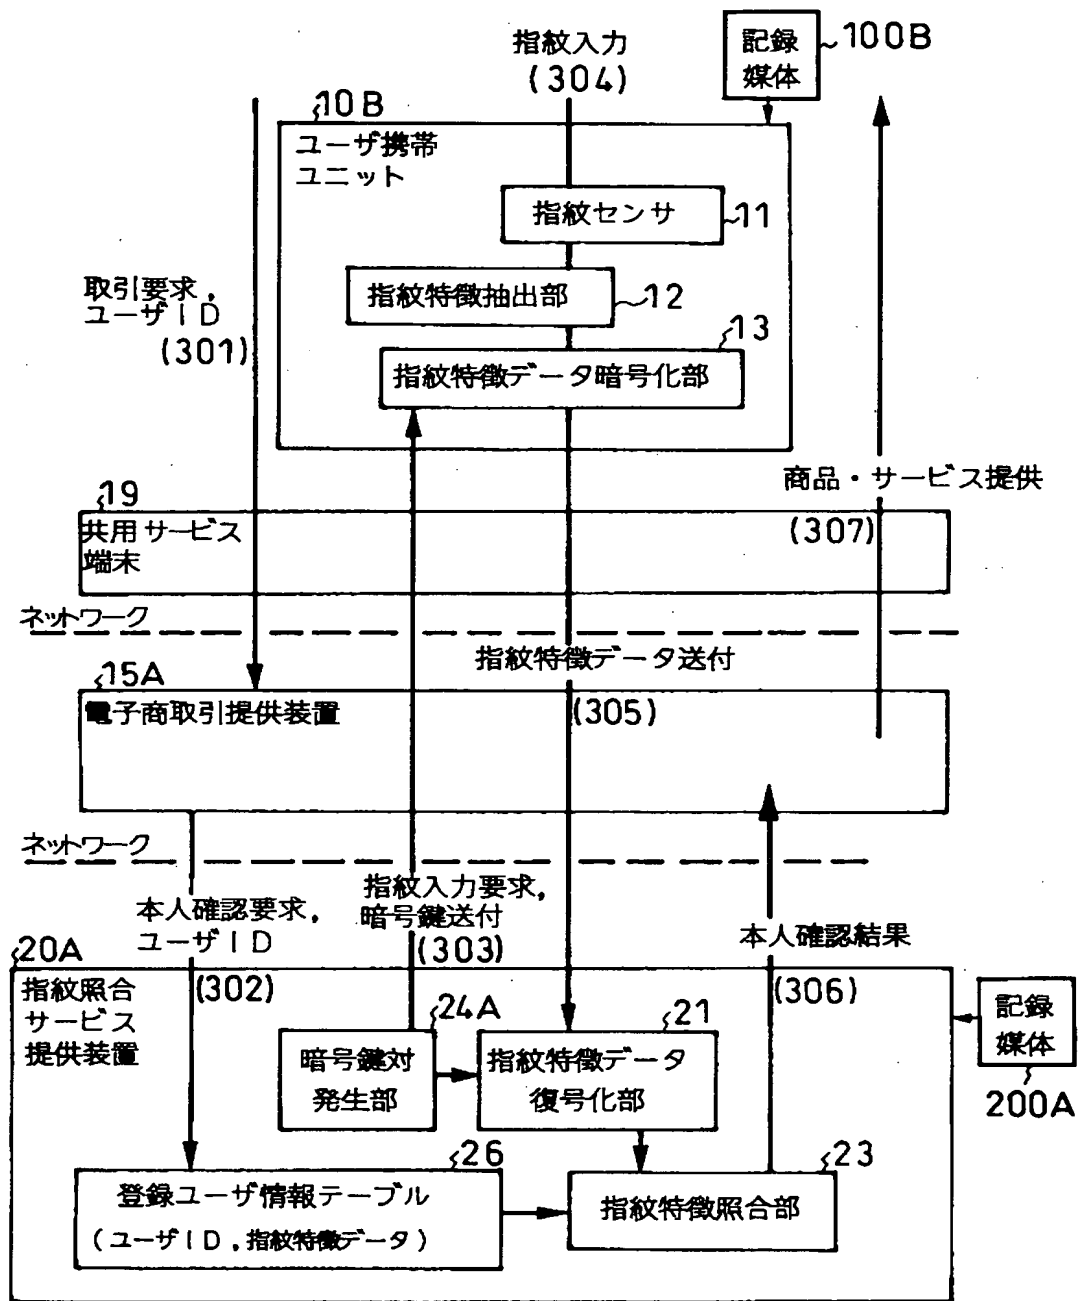 指紋入力
(304)
記録
媒体
100B
10B
ユーザ携帯
ユニット
指紋センサ
11
指紋特徴抽出部
12
13
指紋特徴データ暗号化部
取引要求,
ユーザID
(301)
商品・サービス提供
(307)
19
共用サービス
端末
ネットワーク
指紋特徴データ送付
(305)
15A
電子商取引提供装置
ネットワーク
本人確認要求,
ユーザID
(302)
指紋入力要求,
暗号鍵送付
(303)
本人確認結果
(306)
20A
指紋照合
サービス
提供装置
24A
暗号鍵対
発生部
21
指紋特徴データ
復号化部
記録
媒体
200A
26
登録ユーザ情報テーブル
(ユーザID,指紋特徴データ)
23
指紋特徴照合部